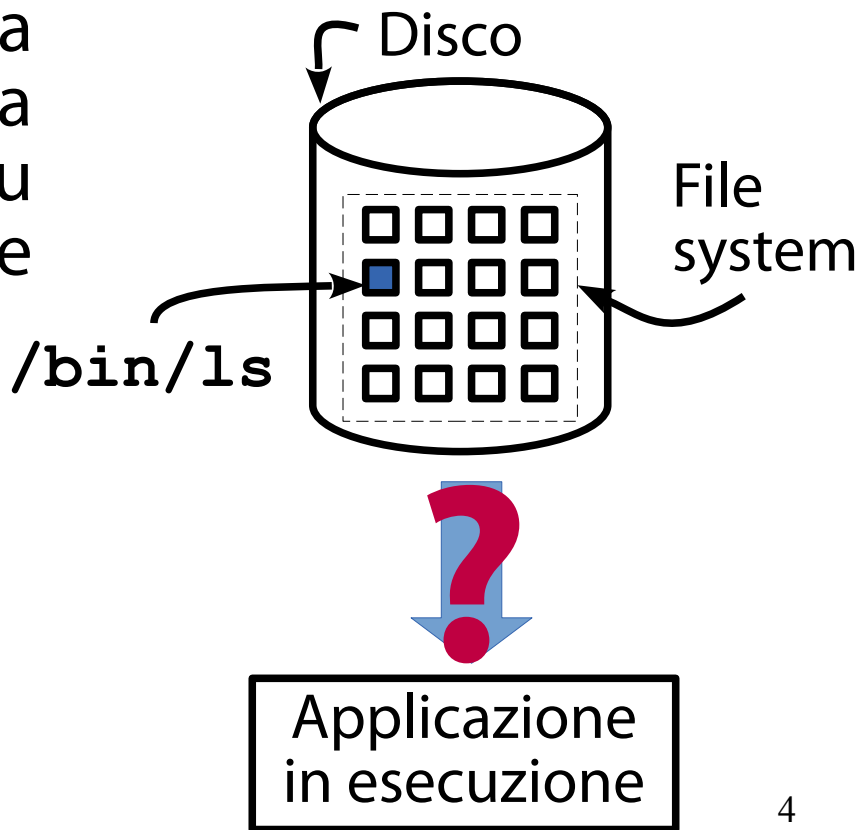 a
Disco
a
u
e
File
system
/bin/ls
?
Applicazione
in esecuzione
4